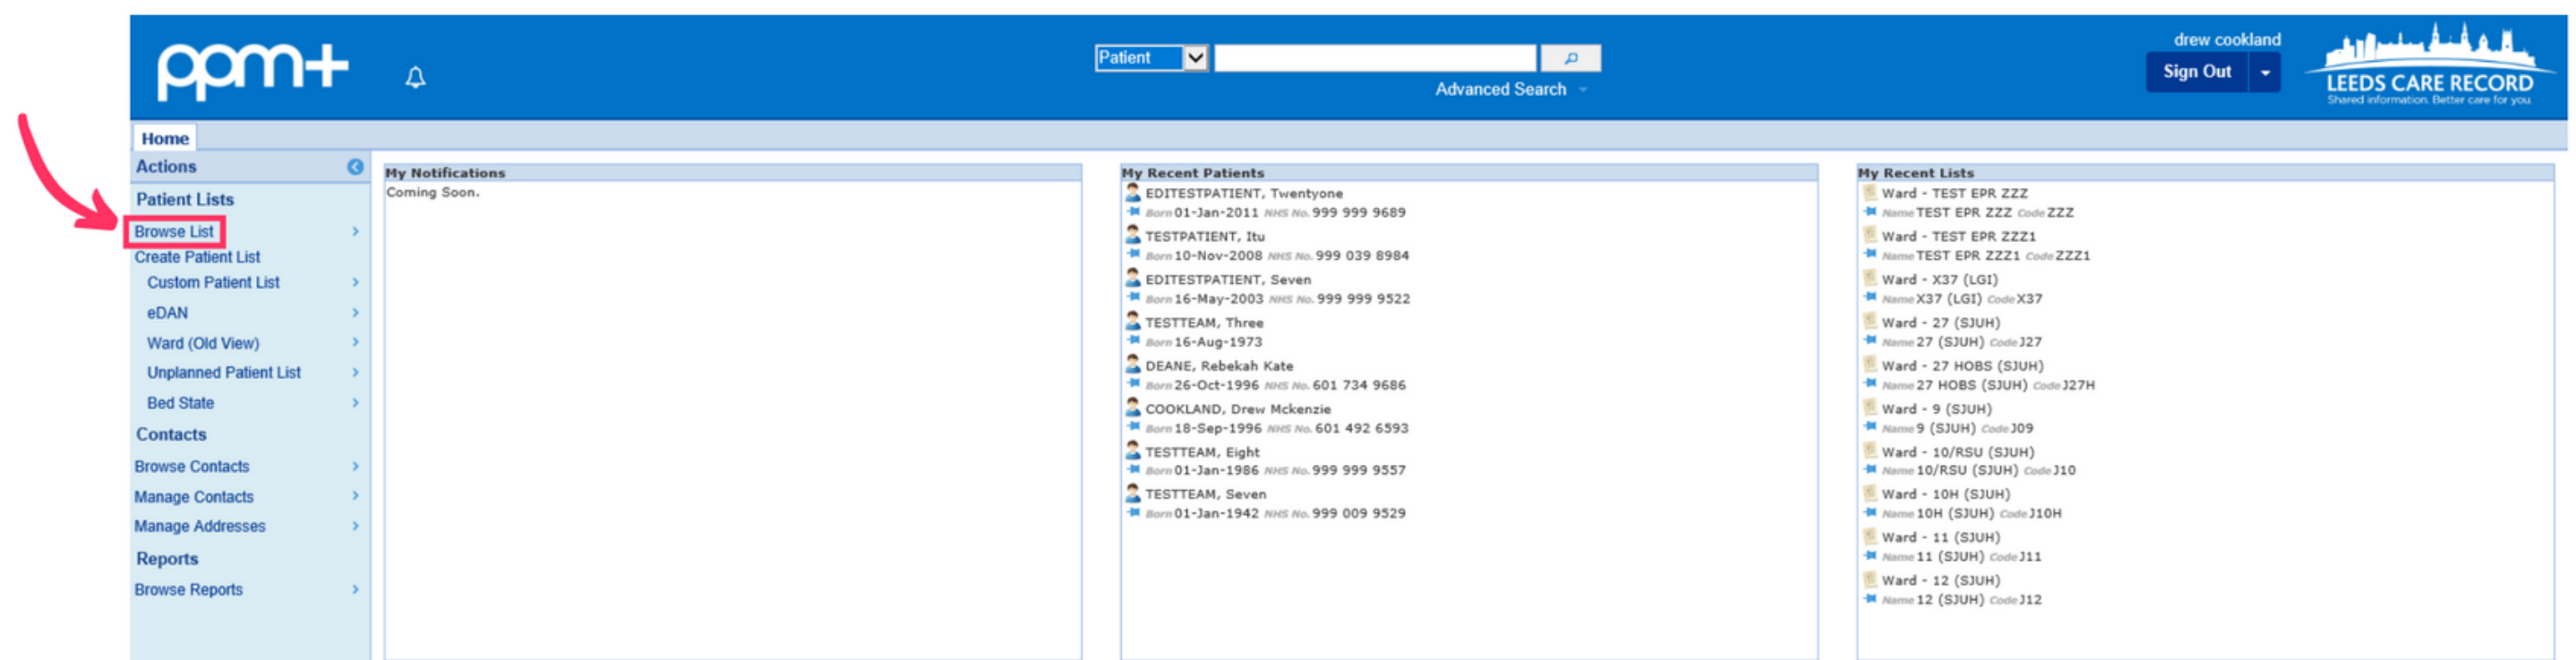 ppm+
Patient
Advanced Search
drew cookland
Sign Out
LEEDS CARE RECORD
Shared information. Better care for you.
Home
Actions
Patient Lists
Browse List
Create Patient List
Custom Patient List
eDAN
Ward (Old View)
Unplanned Patient List
Bed State
Contacts
Browse Contacts
Manage Contacts
Manage Addresses
Reports
Browse Reports
My Notifications
Coming Soon.
My Recent Patients
EDITESTPATIENT, Twentyone
Born 01-Jan-2011 NHS No. 999 999 9689
TESTPATIENT, Itu
Born 10-Nov-2008 NHS No. 999 039 8984
EDITESTPATIENT, Seven
Born 16-May-2003 NHS No. 999 999 9522
TESTTEAM, Three
Born 16-Aug-1973
DEANE, Rebekah Kate
Born 26-Oct-1996 NHS No. 601 734 9686
COOKLAND, Drew Mckenzie
Born 18-Sep-1996 NHS No. 601 492 6593
TESTTEAM, Eight
Born 01-Jan-1986 NHS No. 999 999 9557
TESTTEAM, Seven
Born 01-Jan-1942 NHS No. 999 009 9529
My Recent Lists
Ward - TEST EPR ZZZ
Name TEST EPR ZZZ Code ZZZ
Ward - TEST EPR ZZZ1
Name TEST EPR ZZZ1 Code ZZZ1
Ward - X37 (LGI)
Name X37 (LGI) Code X37
Ward - 27 (SJUH)
Name 27 (SJUH) Code J27
Ward - 27 HOBS (SJUH)
Name 27 HOBS (SJUH) Code J27H
Ward - 9 (SJUH)
Name 9 (SJUH) Code J09
Ward - 10/RSU (SJUH)
Name 10/RSU (SJUH) Code J10
Ward - 10H (SJUH)
Name 10H (SJUH) Code J10H
Ward - 11 (SJUH)
Name 11 (SJUH) Code J11
Ward - 12 (SJUH)
Name 12 (SJUH) Code J12